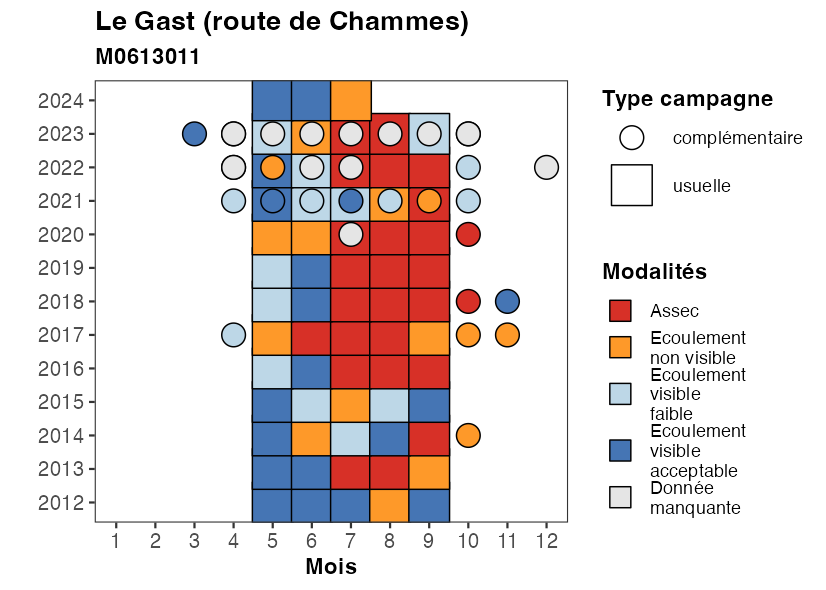 Le Gast (route de Chammes)
M0613011
2024
2023
2022
2021
2020
2019
2018
2017
2016
2015
2014
2013
2012
1 2 3 4 5 6 7 8 9 10 11 12
Mois
Type campagne
complémentaire
usuelle
Modalités
Assec
Ecoulement
non visible
Ecoulement
visible
faible
Ecoulement
visible
acceptable
Donnée
manquante